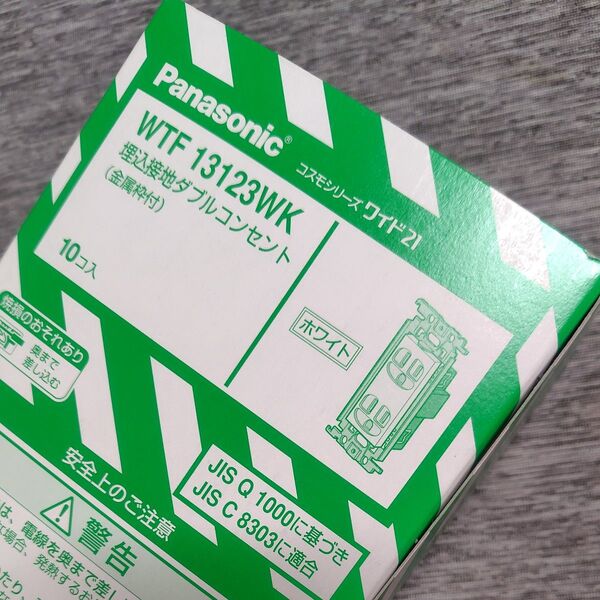 Panasonic®
コスモシリーズ ワイド21
WTF 13123WK
埋込接地ダブルコンセント
(金属枠付)
10コ入
ホワイト
焼損のおそれあり
奥まで
差し込む
JIS Q 1000に基づき
JIS C 8303に適合
安全上のご注意
警告
は、電線を奥まで差し
場合、発熱するお